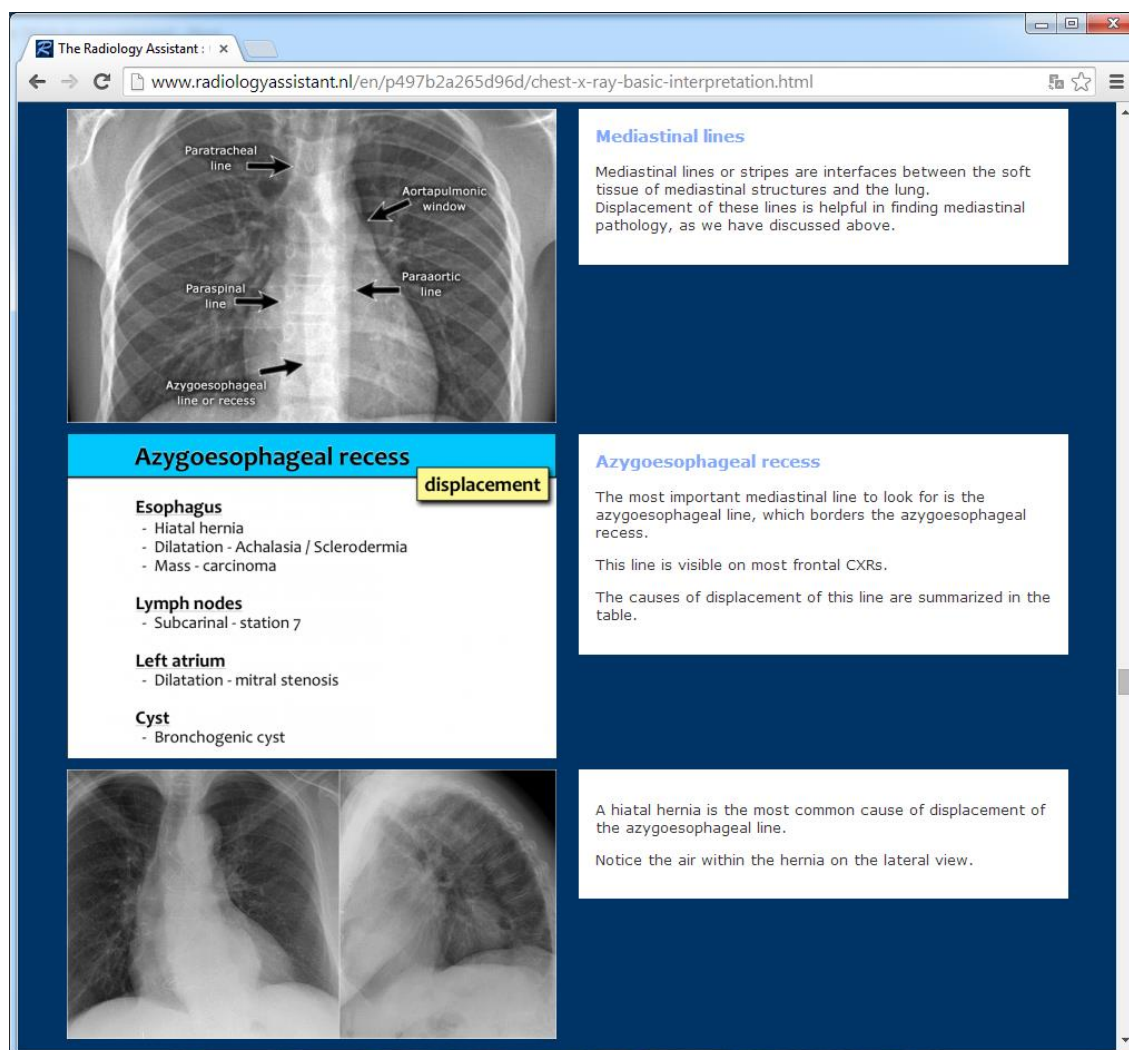 The Radiology Assistant :
www.radiologyassistant.nl/en/p497b2a265d96d/chest-x-ray-basic-interpretation.html
Paratracheal
line
Aortapulmonic
window
Paraspinal
line
Paraaortic
line
Azygoesophageal
line or recess
Mediastinal lines
Mediastinal lines or stripes are interfaces between the soft
tissue of mediastinal structures and the lung.
Displacement of these lines is helpful in finding mediastinal
pathology, as we have discussed above.
Azygoesophageal recess
displacement
Esophagus
- Hiatal hernia
- Dilatation - Achalasia / Scleroderma
- Mass - carcinoma
Lymph nodes
- Subcarinal - station 7
Left atrium
- Dilatation - mitral stenosis
Cyst
- Bronchogenic cyst
Azygoesophageal recess
The most important mediastinal line to look for is the
azygoesophageal line, which borders the azygoesophageal
recess.
This line is visible on most frontal CXRs.
The causes of displacement of this line are summarized in the
table.
A hiatal hernia is the most common cause of displacement of
the azygoesophageal line.
Notice the air within the hernia on the lateral view.